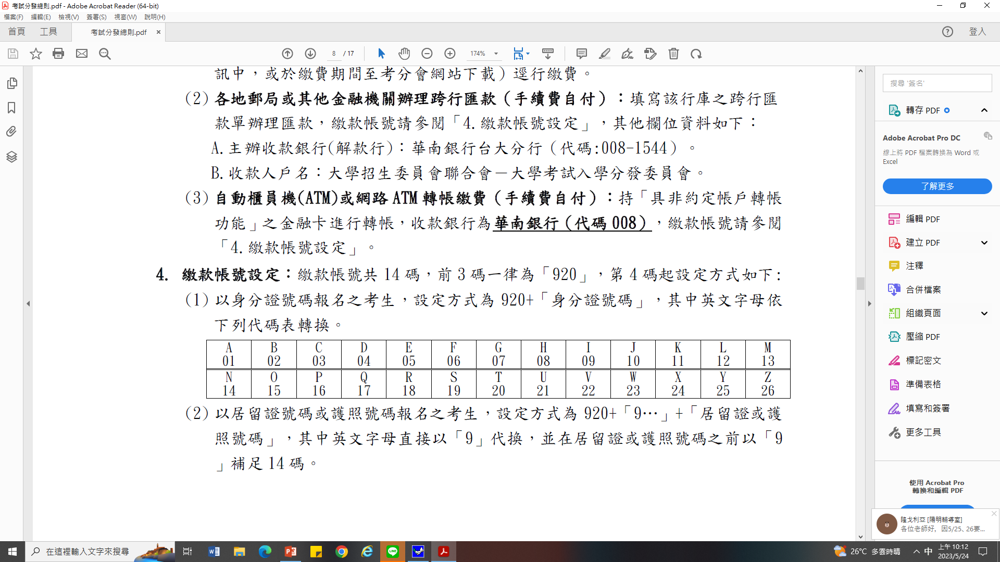 考試分發總則.pdf - Adobe Acrobat Reader (64-bit)
檔案(F) 編輯(E) 檢視(V) 簽署(S) 視窗(W) 說明(H)
首頁 工具 考試分發總則.pdf × 登入
8 / 17 174%
訊中，或於繳費期間至考分會網站下載）逕行繳費。
(2) 各地郵局或其他金融機關辦理跨行匯款（手續費自付）：填寫該行庫之跨行匯
款單辦理匯款，繳款帳號請參閱「4.繳款帳號設定」，其他欄位資料如下：
A.主辦收款銀行(解款行)：華南銀行台大分行（代碼:008-1544）。
B.收款人戶名：大學招生委員會聯合會－大學考試入學分發委員會。
(3) 自動櫃員機(ATM)或網路 ATM 轉帳繳費（手續費自付）：持「具非約定帳戶轉帳
功能」之金融卡進行轉帳，收款銀行為華南銀行（代碼 008），繳款帳號請參閱
「4.繳款帳號設定」。
4. 繳款帳號設定：繳款帳號共 14 碼，前 3 碼一律為「920」，第 4 碼起設定方式如下:
(1) 以身分證號碼報名之考生，設定方式為 920+「身分證號碼」，其中英文字母依
下列代碼表轉換。
A B C D E F G H I J K L M
01 02 03 04 05 06 07 08 09 10 11 12 13
N O P Q R S T U V W X Y Z
14 15 16 17 18 19 20 21 22 23 24 25 26
(2) 以居留證號碼或護照號碼報名之考生，設定方式為 920+「9…」+「居留證或護
照號碼」，其中英文字母直接以「9」代換，並在居留證或護照號碼之前以「9
」補足 14 碼。
搜尋 '簽名'
轉存 PDF
Adobe Acrobat Pro DC
線上將 PDF 檔案轉換為 Word 或
Excel
了解更多
編輯 PDF
建立 PDF
注釋
合併檔案
組織頁面
壓縮 PDF
標記密文
準備表格
填寫和簽署
更多工具
使用 Acrobat Pro
轉換和編輯 PDF
隆戈利亞 [陽明輔導室]
各位老師好，因5/25、26要...
在這裡輸入文字來搜尋
LINE
26°C 多雲時晴
中
上午 10:12
2023/5/24